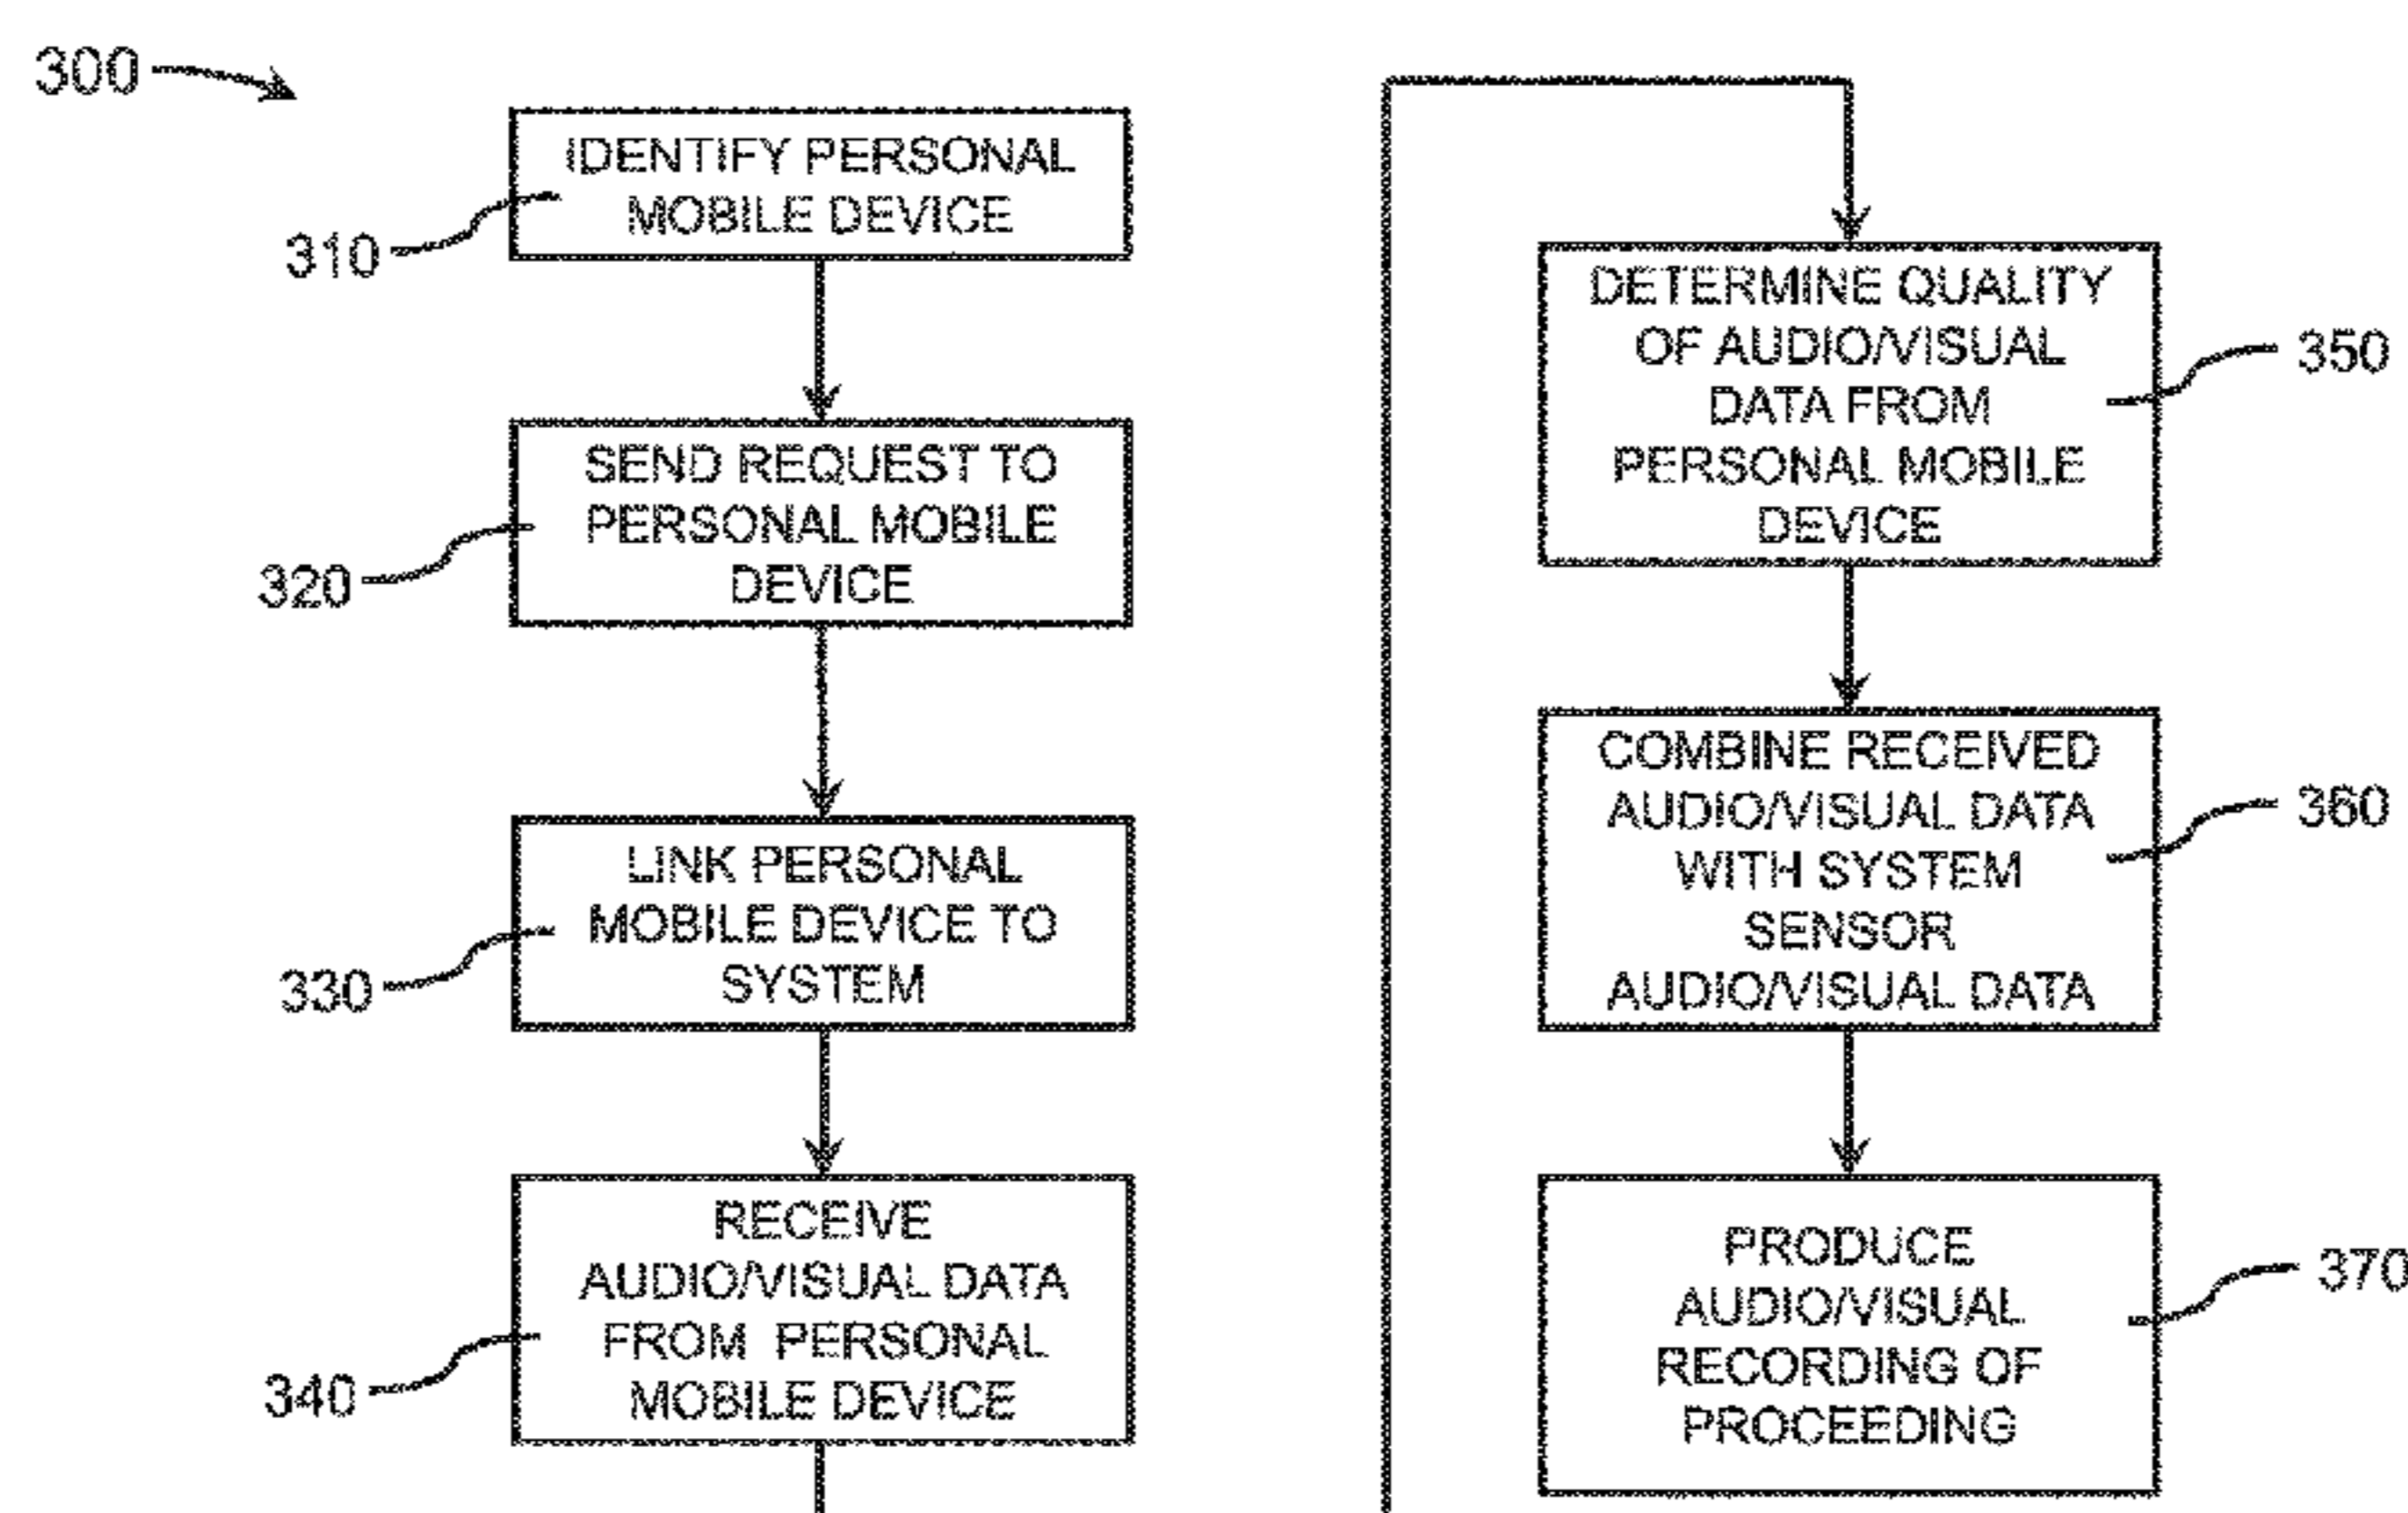 300
IDENTIFY PERSONAL
MOBILE DEVICE
310
SEND REQUEST TO
PERSONAL MOBILE
DEVICE
320
LINK PERSONAL
MOBILE DEVICE TO
SYSTEM
330
RECEIVE
AUDIO/VISUAL DATA
FROM PERSONAL
MOBILE DEVICE
340
DETERMINE QUALITY
OF AUDIO/VISUAL
DATA FROM
PERSONAL MOBILE
DEVICE
350
COMBINE RECEIVED
AUDIO/VISUAL DATA
WITH SYSTEM
SENSOR
AUDIO/VISUAL DATA
360
PRODUCE
AUDIO/VISUAL
RECORDING OF
PROCEEDING
370